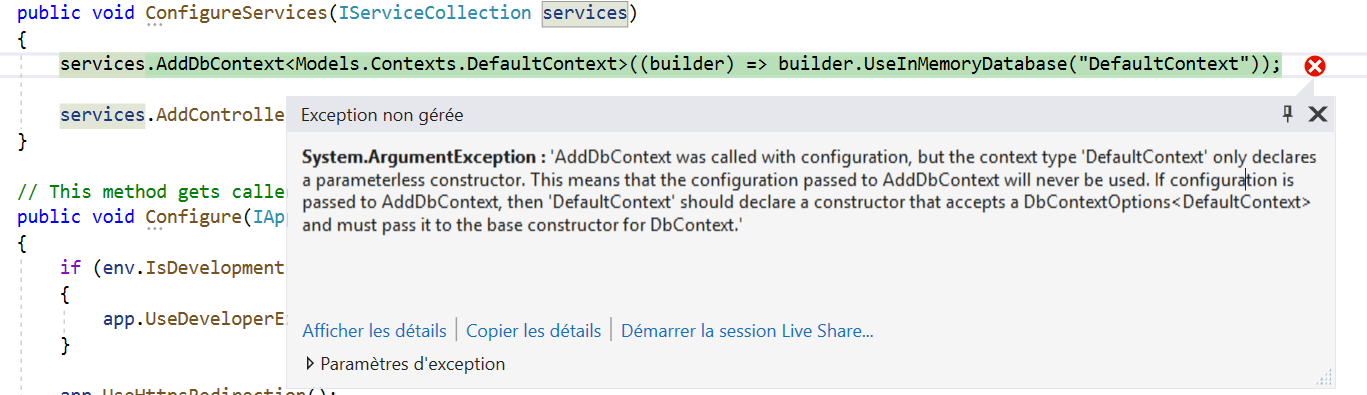 public void ConfigureServices(IServiceCollection services)
{
services.AddDbContext<Models.Contexts.DefaultContext>((builder) => builder.UseInMemoryDatabase("DefaultContext"));
services.AddControlle
Exception non gérée
}
System.ArgumentException : 'AddDbContext was called with configuration, but the context type 'DefaultContext' only declares
a parameterless constructor. This means that the configuration passed to AddDbContext will never be used. If configuration is
// This method gets calle
passed to AddDbContext, then 'DefaultContext' should declare a constructor that accepts a DbContextOptions<DefaultContext>
public void Configure(IAp
and must pass it to the base constructor for DbContext.'
{
if (env.IsDevelopment
{
app.UseDeveloperE
Afficher les détails | Copier les détails | Démarrer la session Live Share...
}
Paramètres d'exception
app.UseHttpsRedirection();